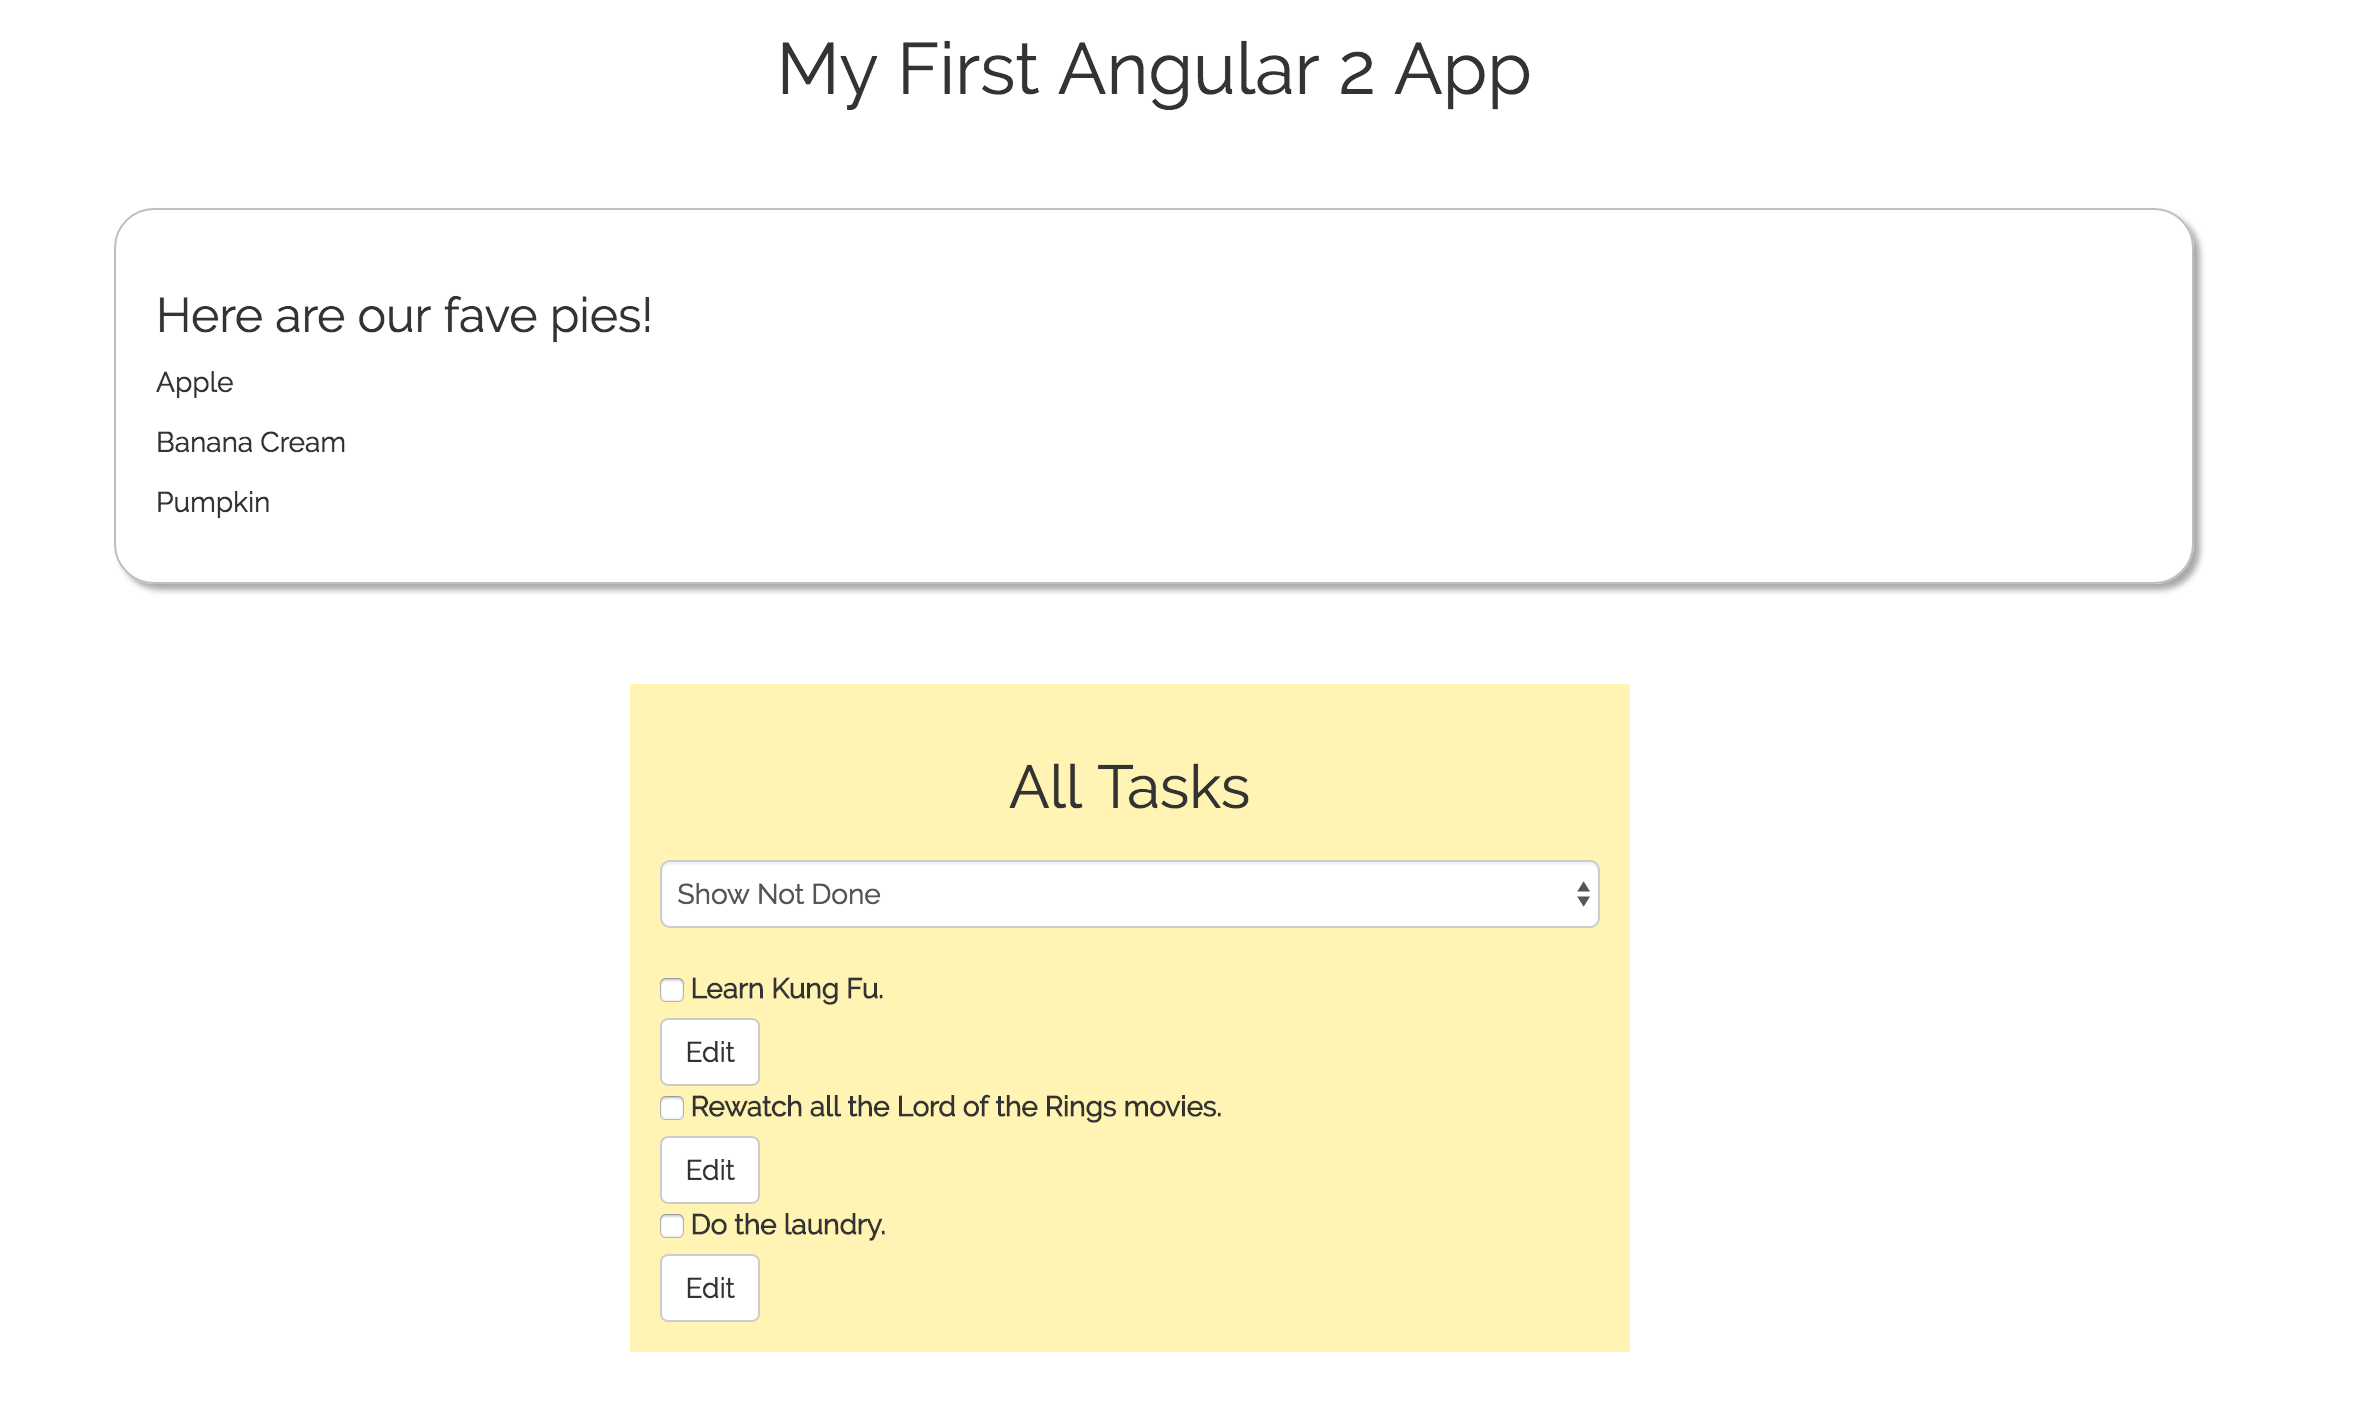 My First Angular 2 App
Here are our fave pies!
Apple
Banana Cream
Pumpkin
All Tasks
Show Not Done
Learn Kung Fu.
Edit
Rewatch all the Lord of the Rings movies.
Edit
Do the laundry.
Edit